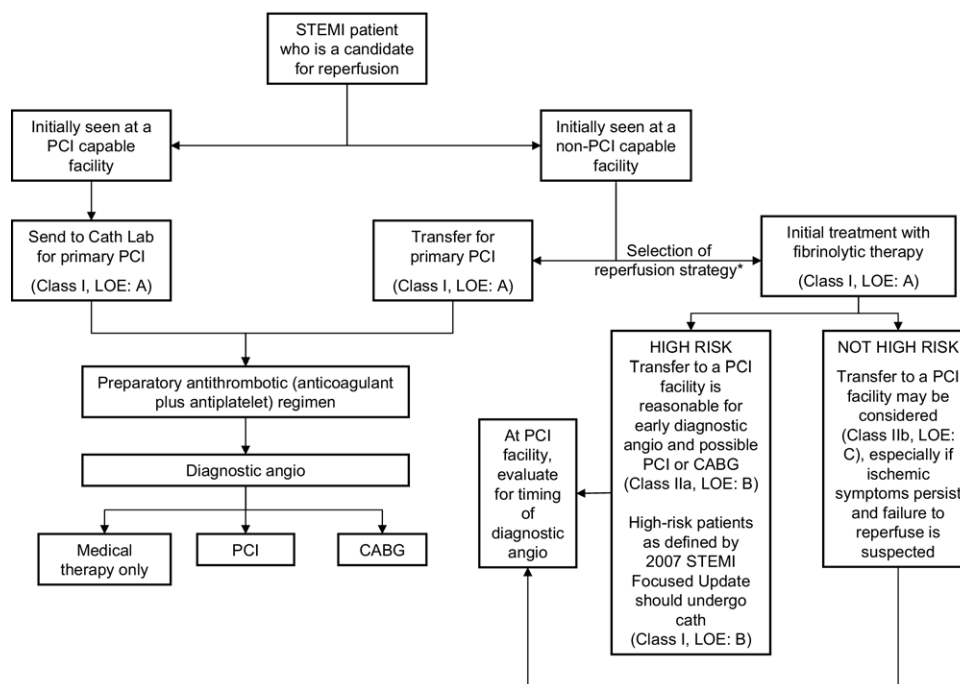 STEMI patient
who is a candidate
for reperfusion
Initially seen at a
PCI capable
facility
Initially seen at a
non-PCI capable
facility
Send to Cath Lab
for primary PCI
(Class I, LOE: A)
Transfer for
primary PCI
(Class I, LOE: A)
Selection of
reperfusion strategy*
Initial treatment with
fibrinolytic therapy
(Class I, LOE: A)
Preparatory antithrombotic (anticoagulant
plus antiplatelet) regimen
Diagnostic angio
Medical
therapy only
PCI
CABG
At PCI
facility,
evaluate
for timing
of
diagnostic
angio
HIGH RISK
Transfer to a PCI
facility is
reasonable for
early diagnostic
angio and possible
PCI or CABG
(Class IIa, LOE: B)
High-risk patients
as defined by
2007 STEMI
Focused Update
should undergo
cath
(Class I, LOE: B)
NOT HIGH RISK
Transfer to a PCI
facility may be
considered
(Class IIb, LOE:
C), especially if
ischemic
symptoms persist
and failure to
reperfuse is
suspected